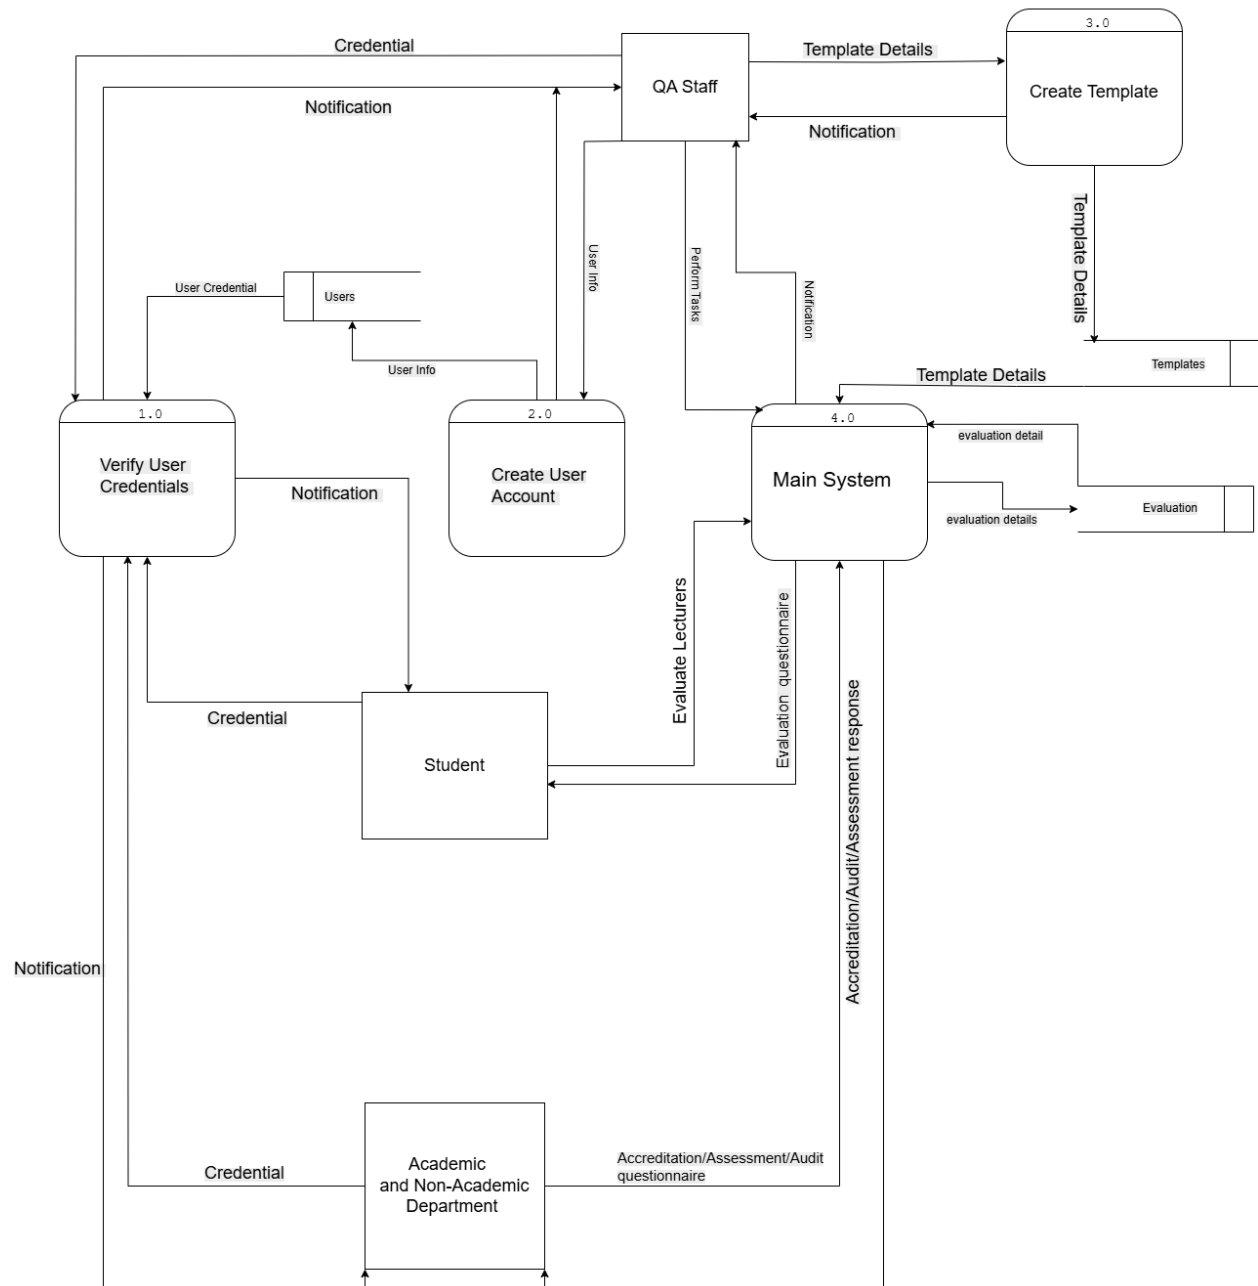 3.0
Credential
Template Details
QA Staff
Create Template
Notification
Notification
Template Details
User Info
Perform Tasks
Notification
User Credential
Users
User Info
Templates
Template Details
1.0
2.0
4.0
evaluation detail
Verify User
Credentials
Create User
Account
Main System
Notification
Evaluation
evaluation details
Evaluate Lecturers
Evaluation questionnaire
Credential
Student
Accreditation/Audit/Assessment response
Notification
Academic
and Non-Academic
Department
Credential
Accreditation/Assessment/Audit
questionnaire